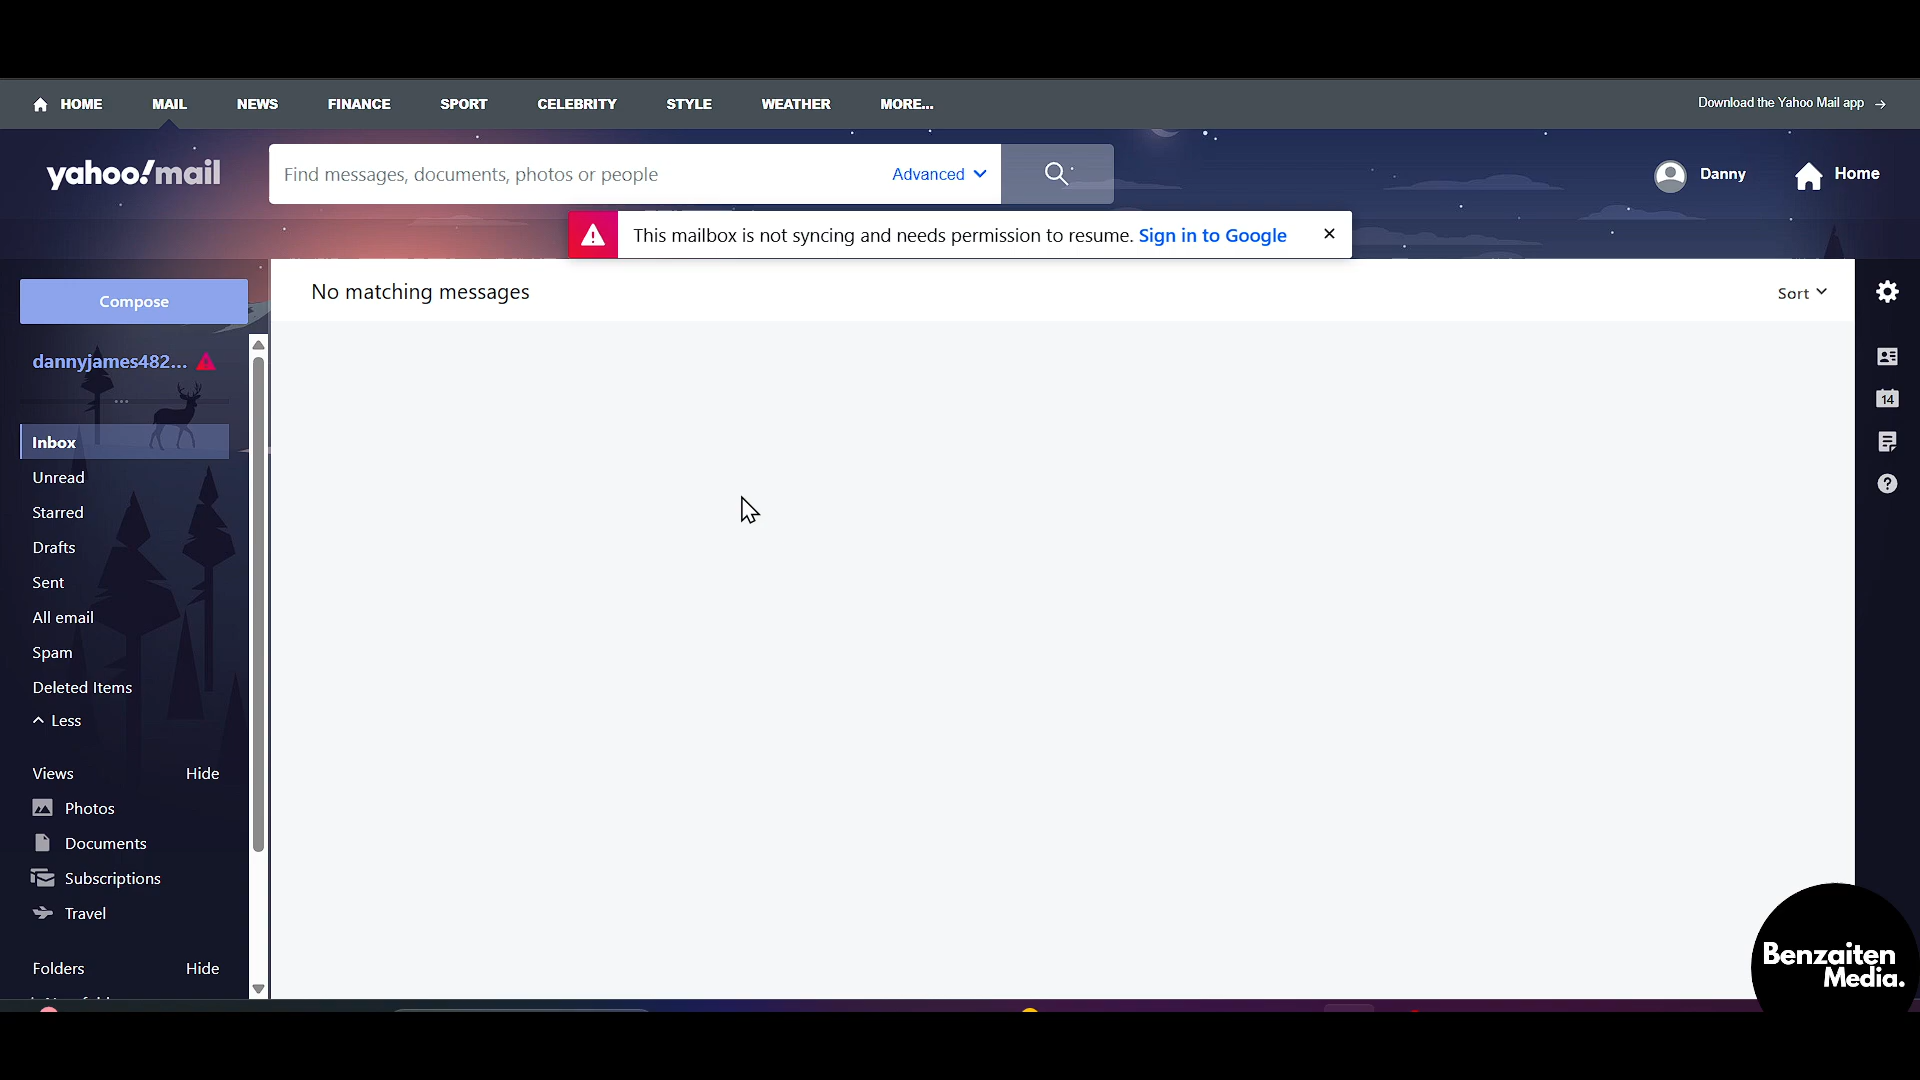 HOME MAIL NEWS FINANCE SPORT CELEBRITY STYLE WEATHER MORE... Download the Yahoo Mail app →
yahoo!mail Find messages, documents, photos or people Advanced Danny Home
This mailbox is not syncing and needs permission to resume. Sign in to Google ×
Compose No matching messages Sort
dannyjames482...
...
Inbox
Unread
Starred
Drafts
Sent
All email
Spam
Deleted Items
Less
Views Hide
Photos
Documents
Subscriptions
Travel
Folders Hide
14
?
Benzaiten
Media.